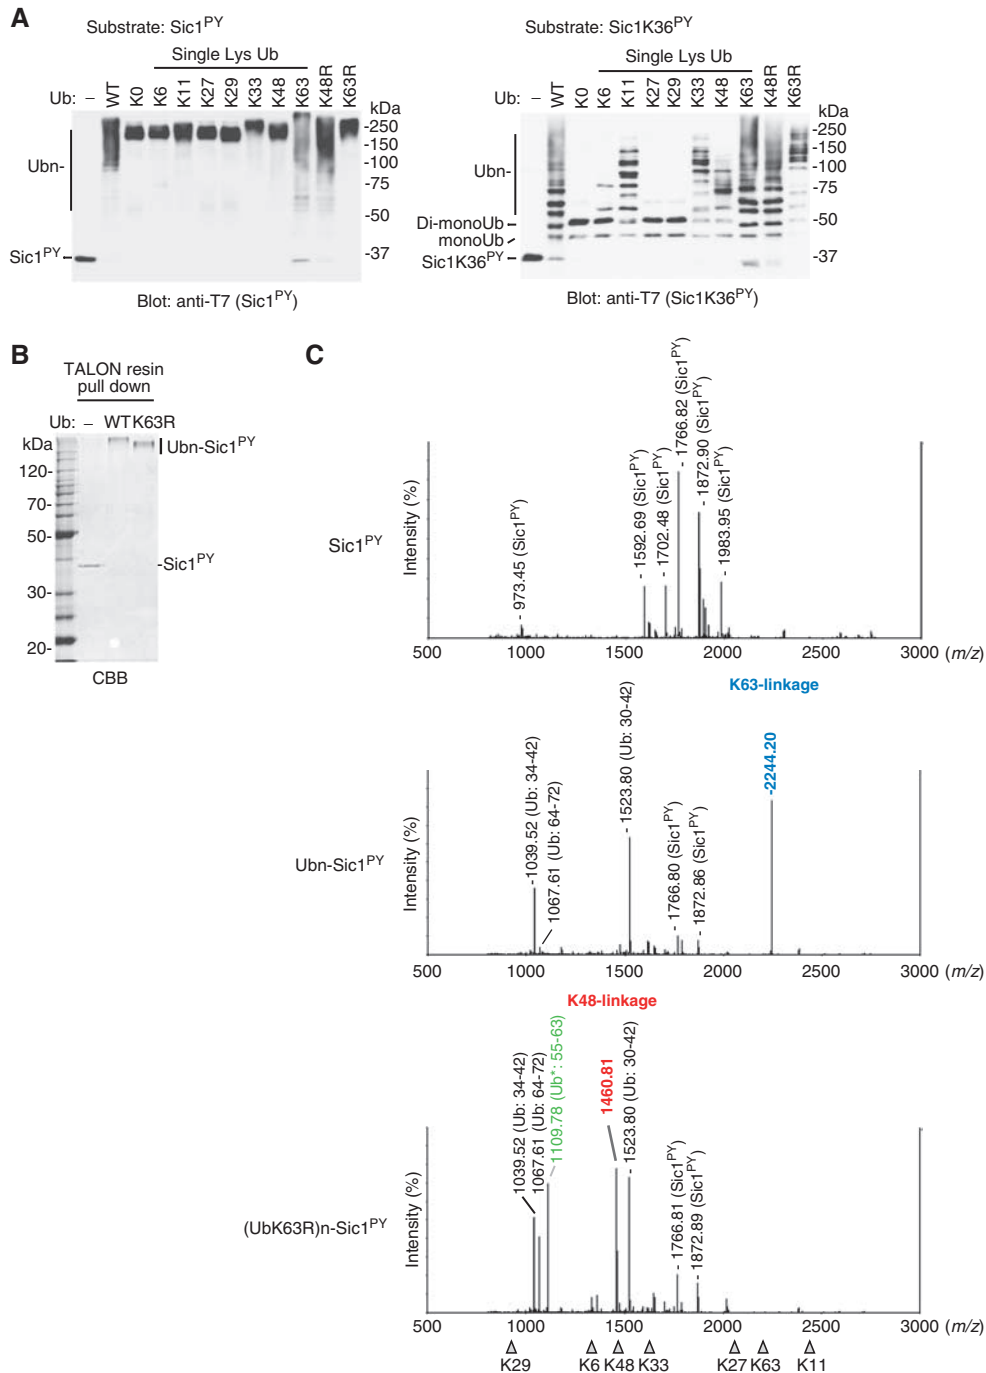 A
Substrate: Sic1PY
Single Lys Ub
Ub: – WT K0 K6 K11 K27 K29 K33 K48 K63 K48R K63R
kDa
-250
-150
-100
-75
-50
-37
Ubn-
Sic1PY–
Blot: anti-T7 (Sic1PY)
Substrate: Sic1K36PY
Single Lys Ub
Ub: – WT K0 K6 K11 K27 K29 K33 K48 K63 K48R K63R
kDa
-250
-150
-100
-75
-50
-37
Ubn-
Di-monoUb
monoUb
Sic1K36PY
Blot: anti-T7 (Sic1K36PY)
B
TALON resin
pull down
Ub: – WT K63R
kDa
120-
70-
50-
30-
20-
Ubn-Sic1PY
-Sic1PY
CBB
C
Sic1PY
Intensity (%)
973.45 (Sic1PY)
1592.69 (Sic1PY)
1702.48 (Sic1PY)
1766.82 (Sic1PY)
1872.90 (Sic1PY)
1983.95 (Sic1PY)
500 1000 1500 2000 2500 3000 (m/z)
K63-linkage
Ubn-Sic1PY
Intensity (%)
1039.52 (Ub: 34-42)
1067.61 (Ub: 64-72)
1523.80 (Ub: 30-42)
1766.80 (Sic1PY)
1872.86 (Sic1PY)
-2244.20
500 1000 1500 2000 2500 3000 (m/z)
K48-linkage
(UbK63R)n-Sic1PY
Intensity (%)
1039.52 (Ub: 34-42)
1067.61 (Ub: 64-72)
1109.78 (Ub*: 55-63)
1460.81
1523.80 (Ub: 30-42)
1766.81 (Sic1PY)
1872.89 (Sic1PY)
500 1000 1500 2000 2500 3000 (m/z)
K29 K6 K48 K33 K27 K63 K11